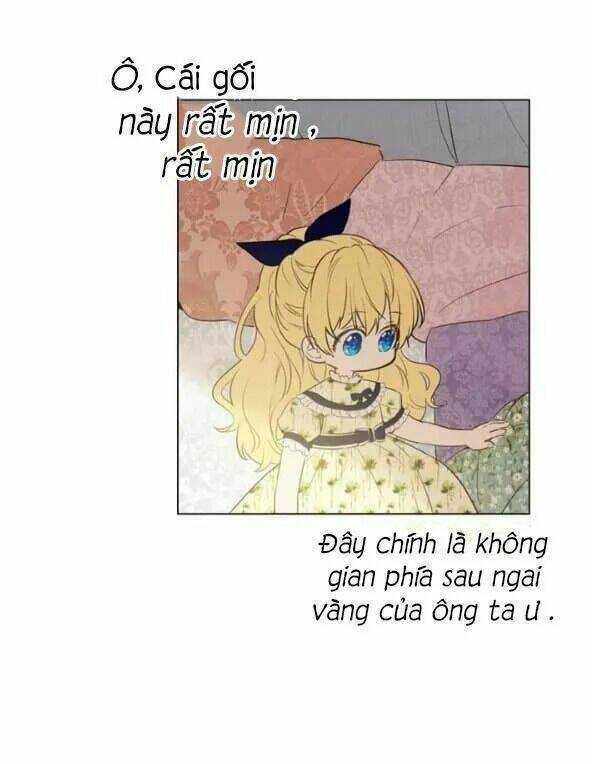 Ô, Cái gối
này rất mịn ,
rất mịn
Đây chính là không
gian phía sau ngai
vàng của ông ta ư .